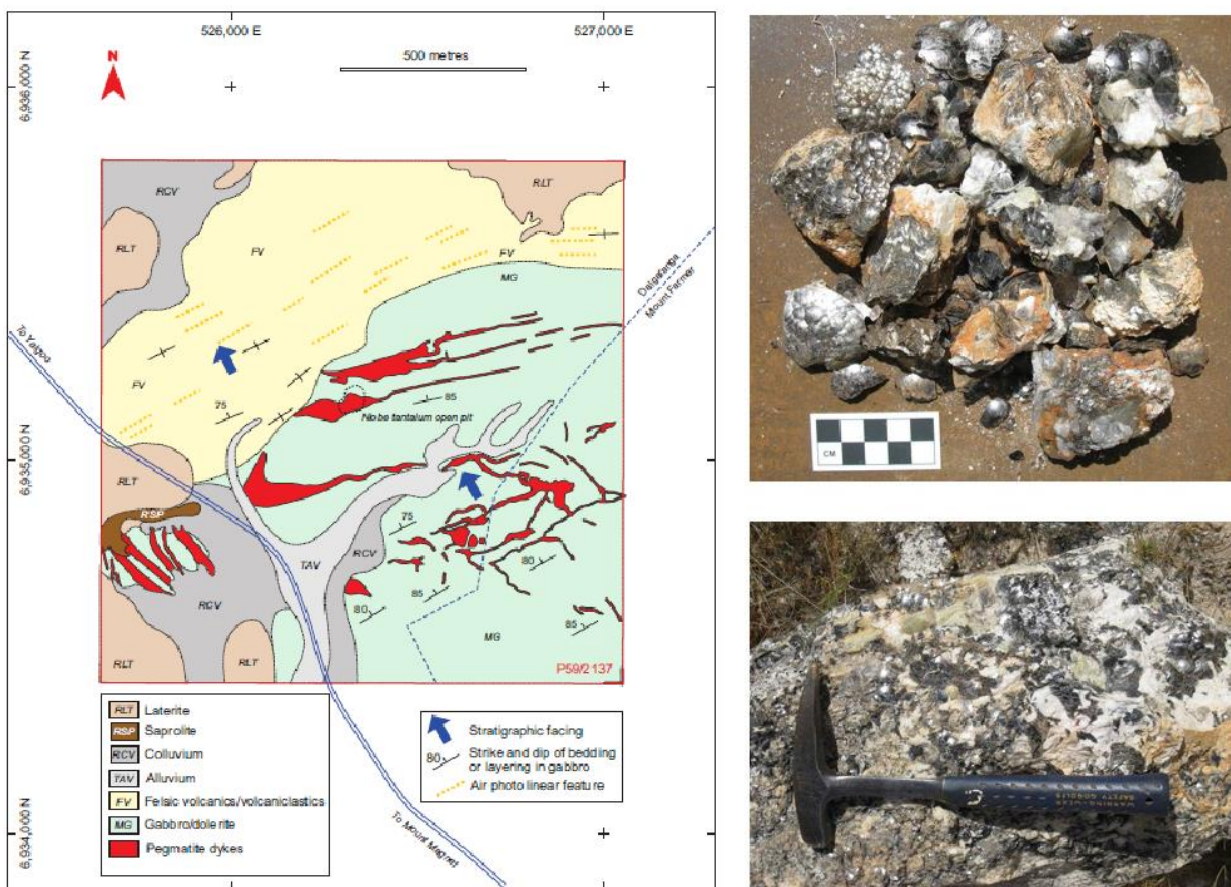 526,000 E
527,000 E
500 metres
N
6,936,000 N
RCV
RLT
RLT
FV
FV
MG
Dalgaranga
Mount Farmer
To Yalgoo
FV
75
85
Niobe tantalum open pit
6,935,000 N
RLT
RSP
75
TAV
RCV
80
RCV
85
80
85
MG
RLT
RLT
P59/2137
RLT Laterite
RSP Saprolite
RCV Colluvium
TAV Alluvium
FV Felsic volcanics/volcaniclastics
MG Gabbro/dolerite
Pegmatite dykes
Stratigraphic facing
80 Strike and dip of bedding
or layering in gabbro
Air photo linear feature
To Mount Magnet
6,934,000 N
CM